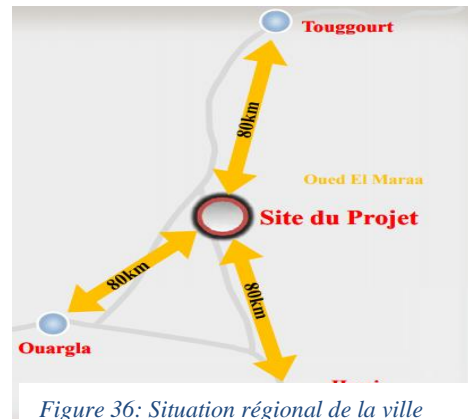 Touggourt
80km
Oued El Maraa
Site du Projet
80km
80km
Ouargla
Figure 36: Situation régional de la ville